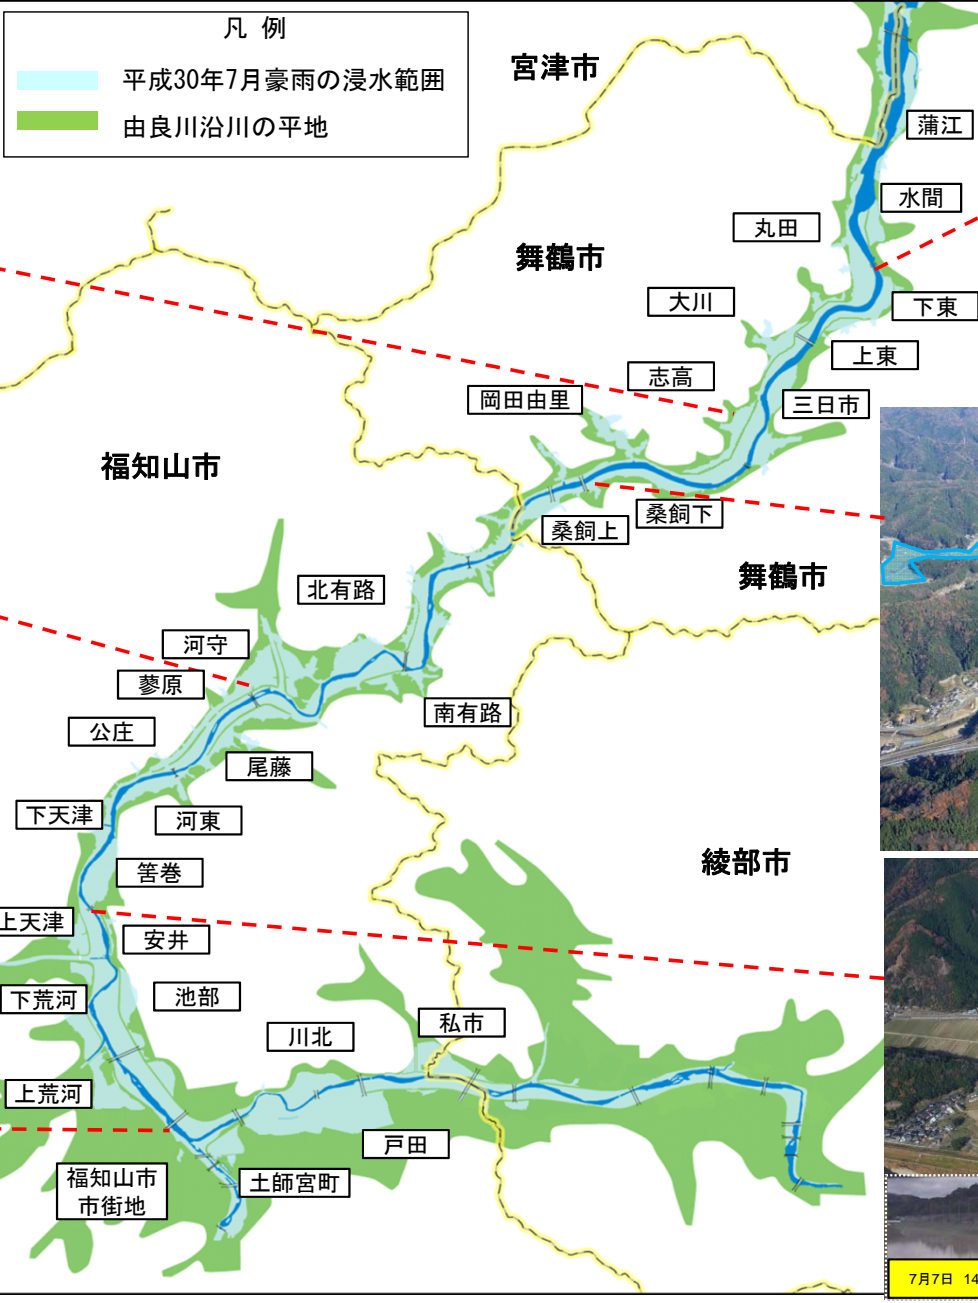 凡 例
平成30年7月豪雨の浸水範囲
由良川沿川の平地
宮津市
蒲江
水間
丸田
舞鶴市
大川
下東
上東
志高
岡田由里
三日市
福知山市
桑飼下
桑飼上
舞鶴市
北有路
河守
蓼原
南有路
公庄
尾藤
下天津
河東
筈巻
綾部市
上天津
安井
池部
下荒河
川北
私市
上荒河
戸田
福知山市
市街地
土師宮町
7月7日 14